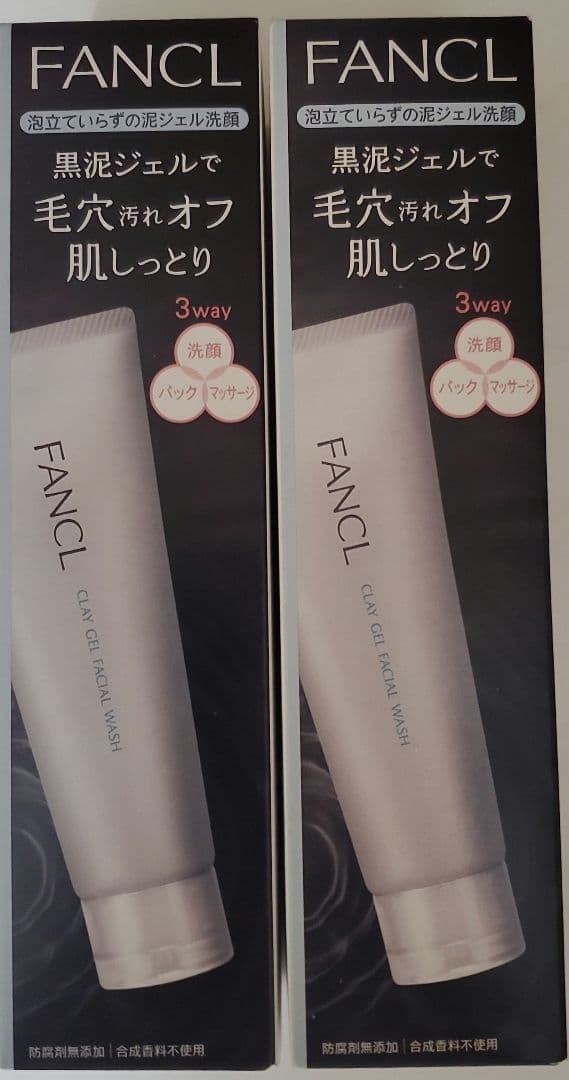 FANCL
泡立ていらずの泥ジェル洗顔
黒泥ジェルで
毛穴汚れオフ
肌しっとり
3way
洗顔
パック マッサージ
FANCL
CLAY GEL FACIAL WASH
防腐剤無添加|合成香料不使用
FANCL
泡立ていらずの泥ジェル洗顔
黒泥ジェルで
毛穴汚れオフ
肌しっとり
3way
洗顔
パック マッサージ
FANCL
CLAY GEL FACIAL WASH
防腐剤無添加|合成香料不使用